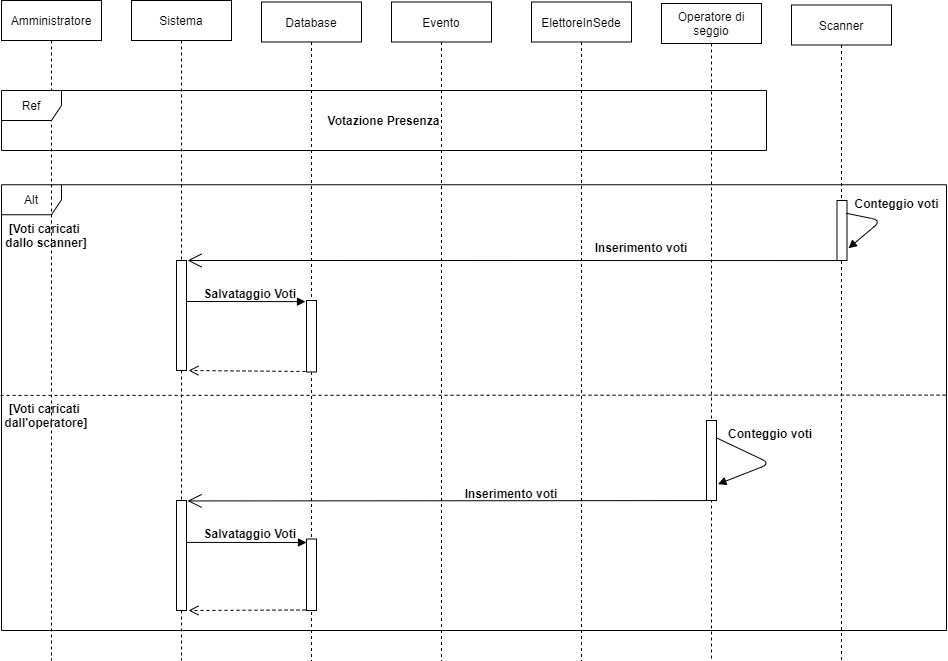 Amministratore
Sistema
Database
Evento
ElettoreInSede
Operatore di
seggio
Scanner
Ref
Votazione Presenza
Alt
[Voti caricati
dallo scanner]
Conteggio voti
Inserimento voti
Salvataggio Voti
[Voti caricati
dall'operatore]
Conteggio voti
Inserimento voti
Salvataggio Voti